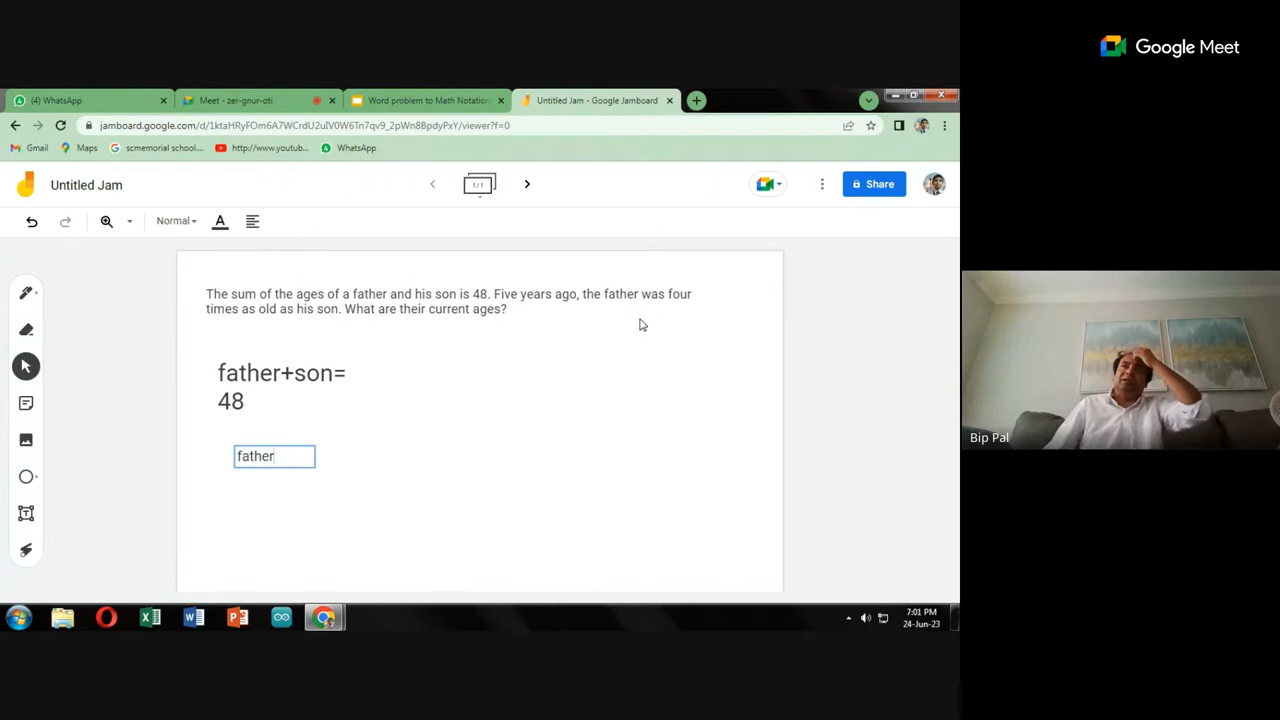 Google Meet
(4) WhatsApp
Meet - zer-gnur-oti
Word problem to Math Notation
Untitled Jam - Google Jamboard
jamboard.google.com/d/1ktaHRyFOm6A7WCrdU2uIV0W6Tn7qv9_2pWn8BpdyPxY/viewer?f=0
Gmail
Maps
scmemorial school....
http://www.youtub...
WhatsApp
Untitled Jam
1/1
Share
Normal
A
The sum of the ages of a father and his son is 48. Five years ago, the father was four
times as old as his son. What are their current ages?
father+son=
48
father
Bip Pal
7:01 PM
24-Jun-23